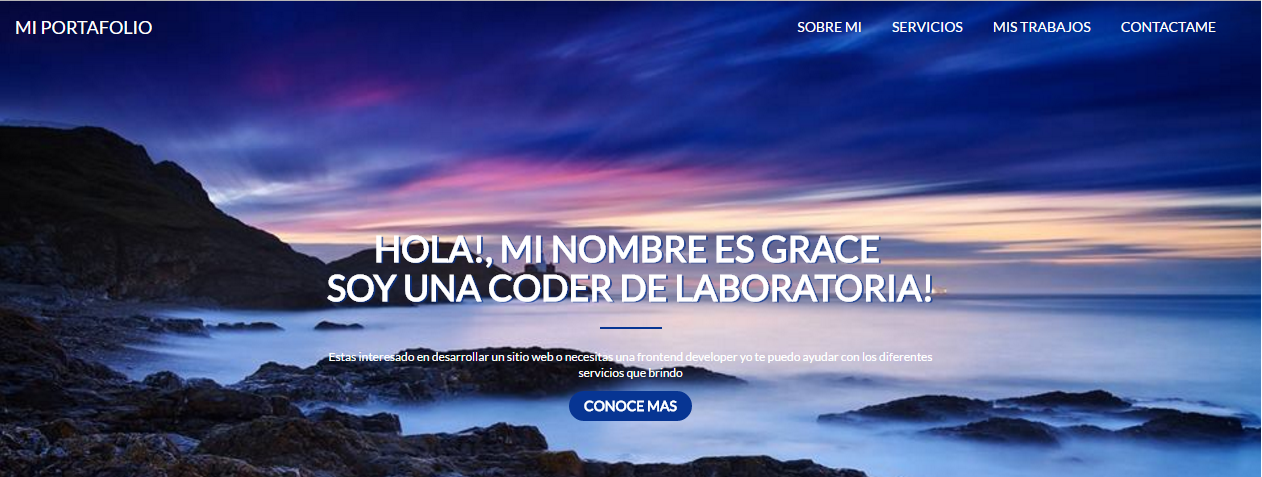 MI PORTAFOLIO
SOBRE MI
SERVICIOS
MIS TRABAJOS
CONTACTAME
HOLA!, MI NOMBRE ES GRACE
SOY UNA CODER DE LABORATORIA!
Estas interesado en desarrollar un sitio web o necesitas una frontend developer yo te puedo ayudar con los diferentes
servicios que brindo
CONOCE MAS